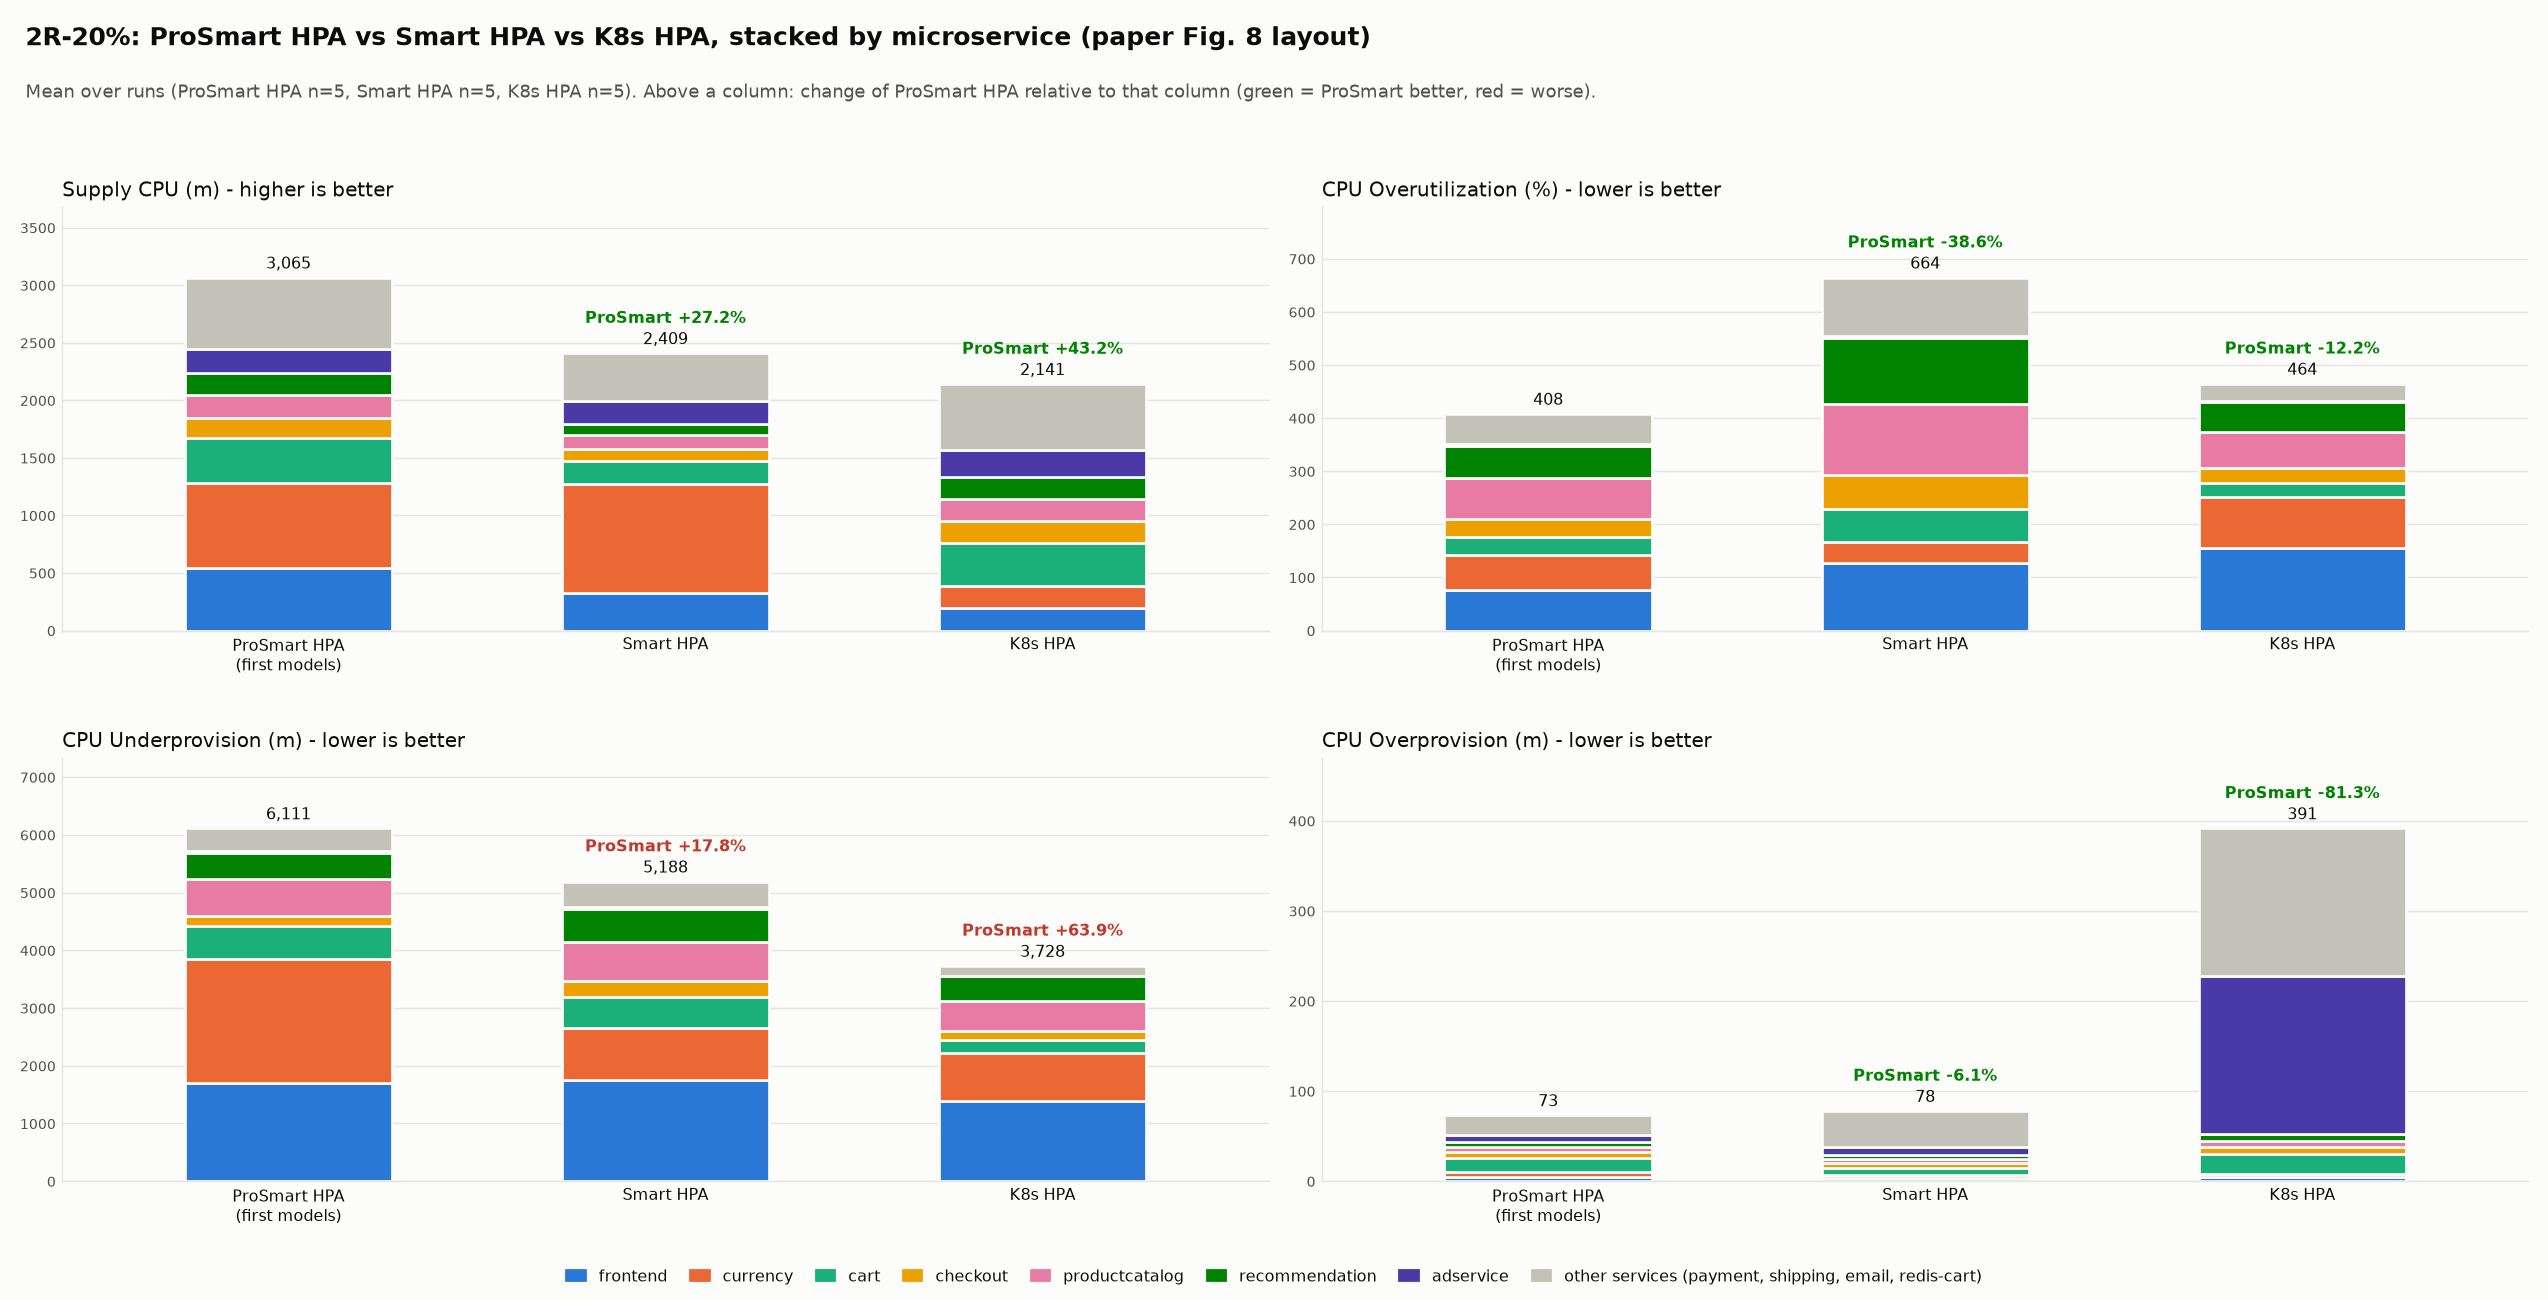 2R-20%: ProSmart HPA vs Smart HPA vs K8s HPA, stacked by microservice (paper Fig. 8 layout)
Mean over runs (ProSmart HPA n=5, Smart HPA n=5, K8s HPA n=5). Above a column: change of ProSmart HPA relative to that column (green = ProSmart better, red = worse).
Supply CPU (m) - higher is better
3500
3000
2500
2000
1500
1000
500
0
3,065
ProSmart +27.2%
2,409
ProSmart +43.2%
2,141
ProSmart HPA
(first models)
Smart HPA
K8s HPA
CPU Overutilization (%) - lower is better
700
600
500
400
300
200
100
0
408
ProSmart -38.6%
664
ProSmart -12.2%
464
ProSmart HPA
(first models)
Smart HPA
K8s HPA
CPU Underprovision (m) - lower is better
7000
6000
5000
4000
3000
2000
1000
0
6,111
ProSmart +17.8%
5,188
ProSmart +63.9%
3,728
ProSmart HPA
(first models)
Smart HPA
K8s HPA
CPU Overprovision (m) - lower is better
400
300
200
100
0
73
ProSmart -6.1%
78
ProSmart -81.3%
391
ProSmart HPA
(first models)
Smart HPA
K8s HPA
frontend
currency
cart
checkout
productcatalog
recommendation
adservice
other services (payment, shipping, email, redis-cart)